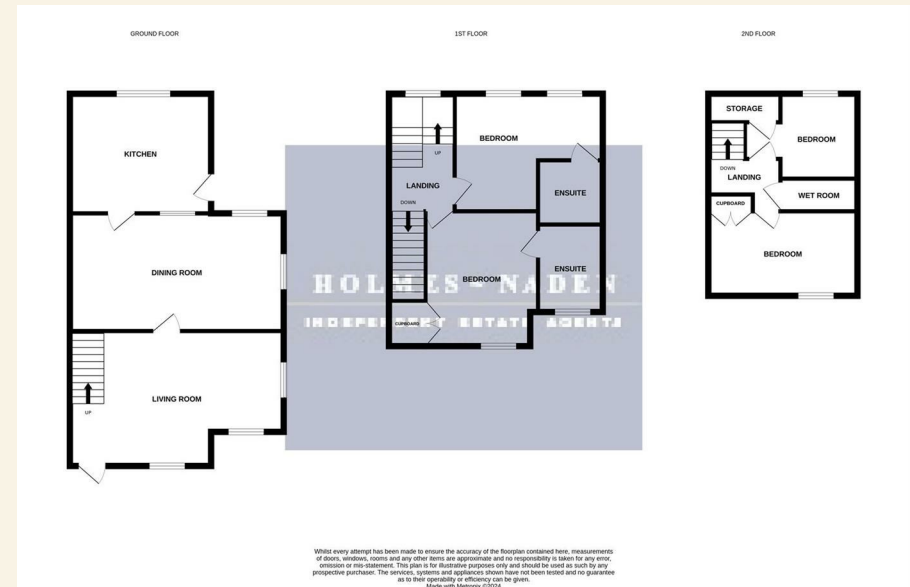 GROUND FLOOR
1ST FLOOR
2ND FLOOR
KITCHEN
DINING ROOM
LIVING ROOM
UP
BEDROOM
UP
LANDING
DOWN
ENSUITE
BEDROOM
ENSUITE
CUPBOARD
STORAGE
BEDROOM
DOWN
LANDING
WET ROOM
CUPBOARD
BEDROOM
HOLMES-NADEN
INDEPENDENT ESTATE AGENTS
Whilst every attempt has been made to ensure the accuracy of the floorplan contained here, measurements
of doors, windows, rooms and any other items are approximate and no responsibility is taken for any error,
omission or mis-statement. This plan is for illustrative purposes only and should be used as such by any
prospective purchaser. The services, systems and appliances shown have not been tested and no guarantee
as to their operability or efficiency can be given.
Made with Metropix ©2024